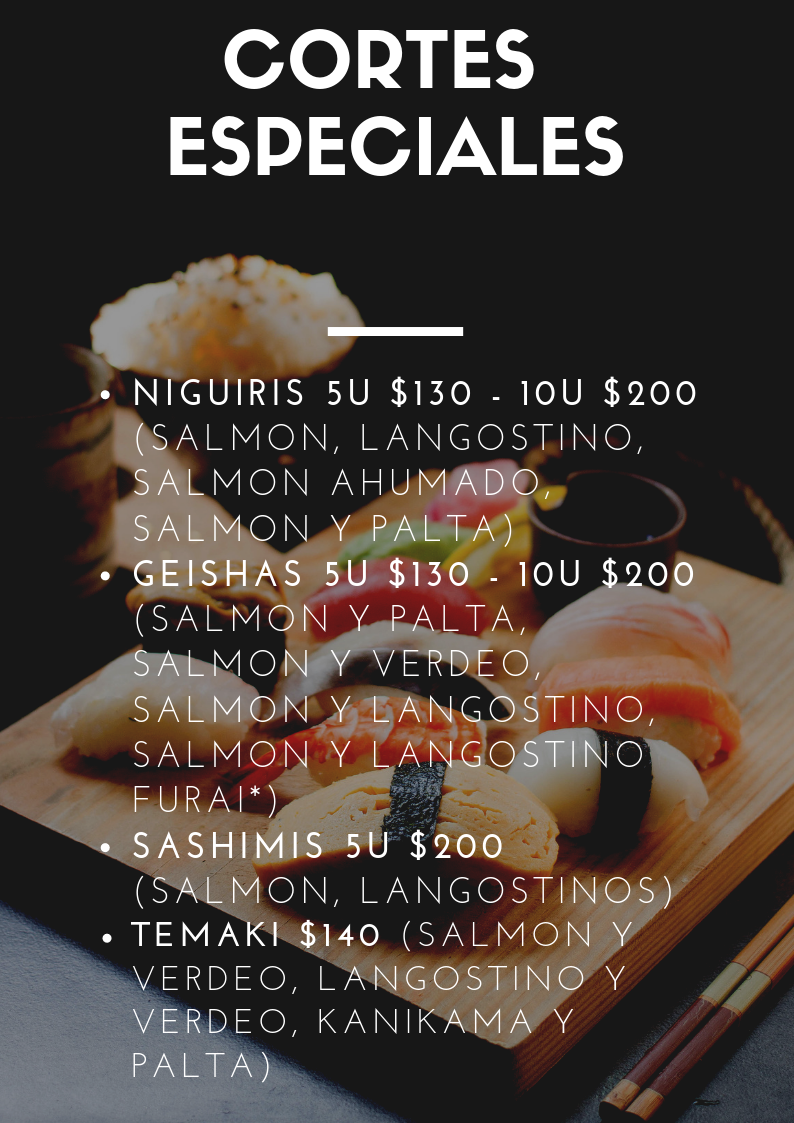 CORTES
ESPECIALES
• NIGUIRIS 5U $130 - 10U $200
(SALMON, LANGOSTINO,
SALMON AHUMADO,
SALMON Y PALTA)
• GEISHAS 5U $130 - 10U $200
(SALMON Y PALTA,
SALMON Y VERDEO,
SALMON Y LANGOSTINO,
SALMON Y LANGOSTINO
FURAI*)
• SASHIMIS 5U $200
(SALMON, LANGOSTINOS)
• TEMAKI $140 (SALMON Y
VERDEO, LANGOSTINO Y
VERDEO, KANIKAMA Y
PALTA)